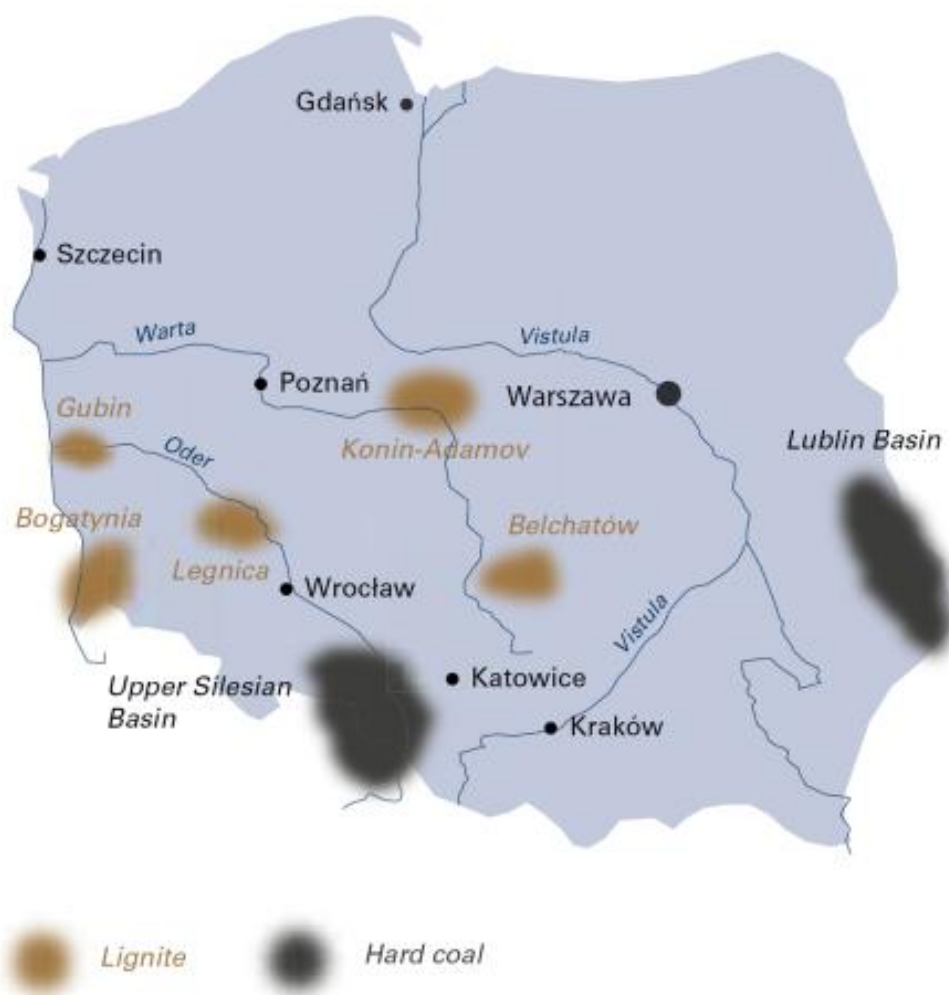 Gdańsk
Szczecin
Warta
Vistula
Poznań
Warszawa
Gubin
Konin-Adamov
Lublin Basin
Oder
Bogatynia
Belchatów
Legnica
Wrocław
Vistula
Upper Silesian
Basin
Katowice
Kraków
Lignite
Hard coal